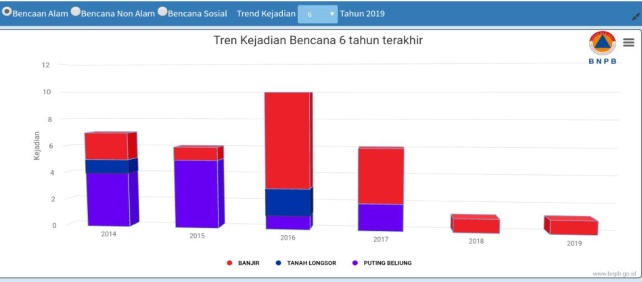 Bencaan Alam Bencana Non Alam Bencana Sosial Trend Kejadian 6 Tahun 2019
Tren Kejadian Bencana 6 tahun terakhir
BNPB
Kejadian
12
10
8
6
4
2
0
2014 2015 2016 2017 2018 2019
BANJIR TANAH LONGSOR PUTING BELIUNG
www.bnpb.go.id